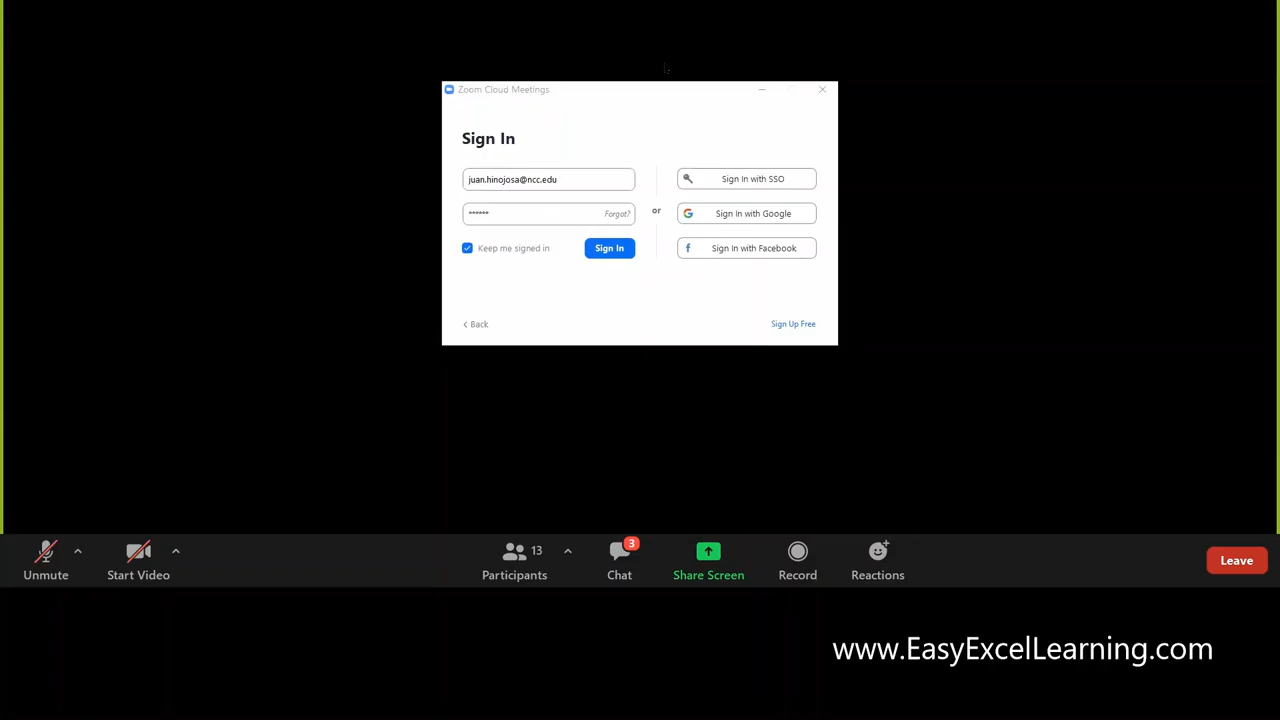 Zoom Cloud Meetings
Sign In
juan.hinojosa@ncc.edu
****** Forgot?
Keep me signed in Sign In
or
Sign In with SSO
Sign In with Google
Sign In with Facebook
Back
Sign Up Free
Unmute
Start Video
13
Participants
3
Chat
Share Screen
Record
Reactions
Leave
www.EasyExcelLearning.com